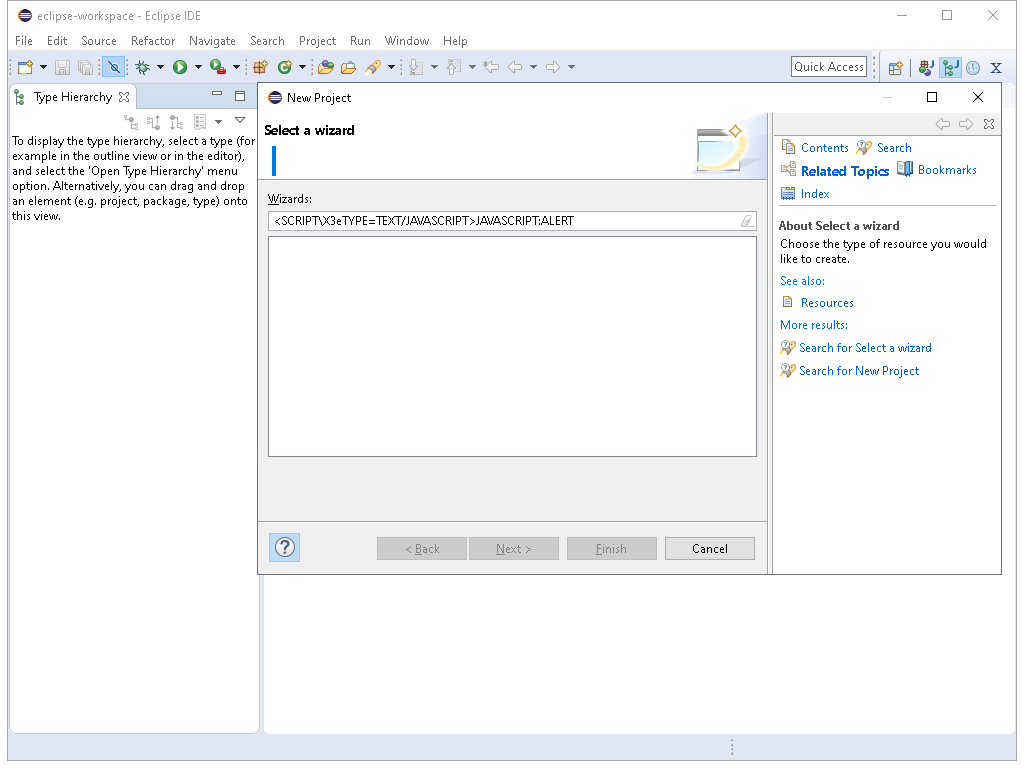 eclipse-workspace - Eclipse IDE
File Edit Source Refactor Navigate Search Project Run Window Help
Quick Access
Type Hierarchy
To display the type hierarchy, select a type (for
example in the outline view or in the editor),
and select the 'Open Type Hierarchy' menu
option. Alternatively, you can drag and drop
an element (e.g. project, package, type) onto
this view.
New Project
Select a wizard
Wizards:
<SCRIPT\X3eTYPE=TEXT/JAVASCRIPT>JAVASCRIPT:ALERT
< Back Next > Finish Cancel
Contents Search
Related Topics Bookmarks
Index
About Select a wizard
Choose the type of resource you would
like to create.
See also:
Resources
More results:
Search for Select a wizard
Search for New Project